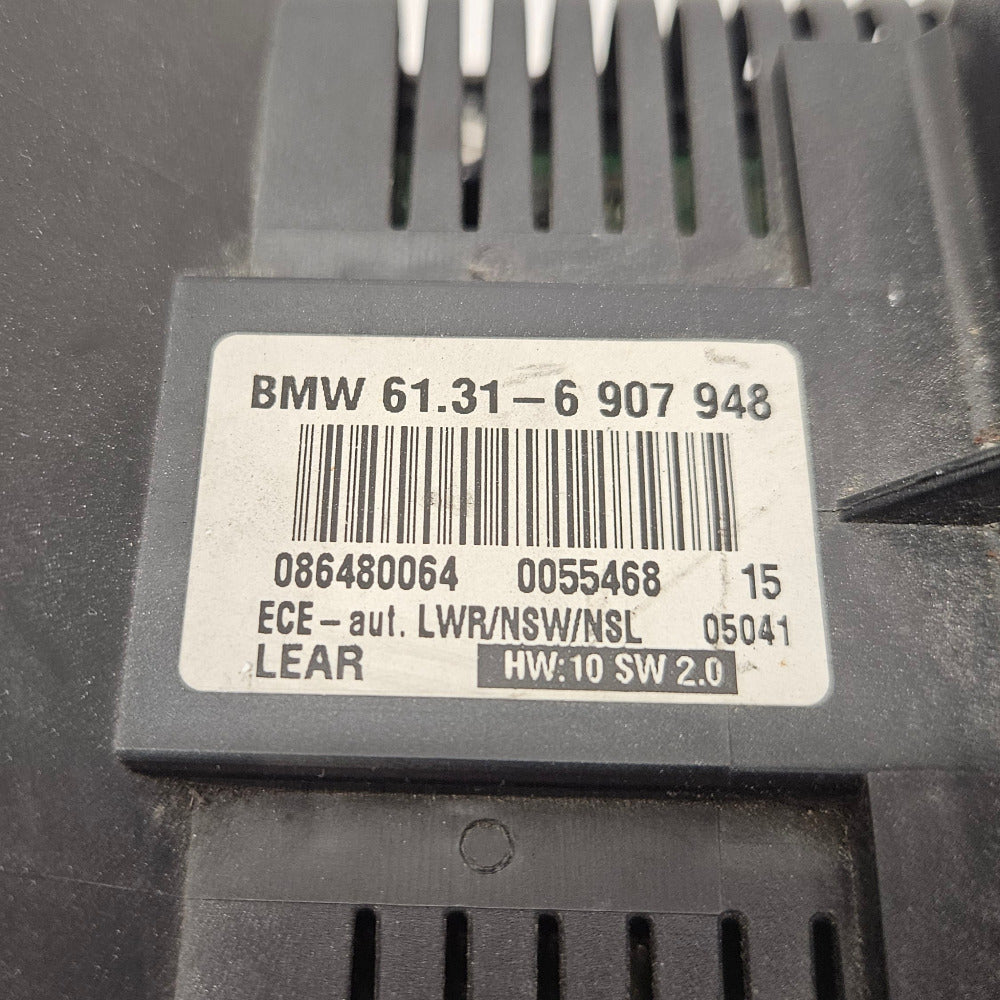 BMW 61.31-6 907 948
086480064 0055468 15
ECE-aut. LWR/NSW/NSL 05041
LEAR HW:10 SW 2.0